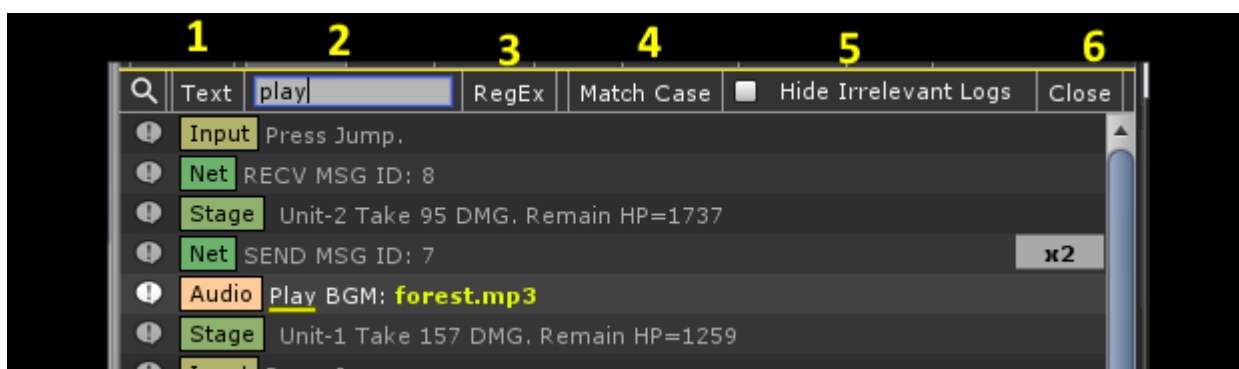 1 2 3 4 5 6
Text play RegEx Match Case Hide Irrelevant Logs Close
Input Press Jump.
Net RECV MSG ID: 8
Stage Unit-2 Take 95 DMG. Remain HP=1737
Net SEND MSG ID: 7 x2
Audio Play BGM: forest.mp3
Stage Unit-1 Take 157 DMG. Remain HP=1259